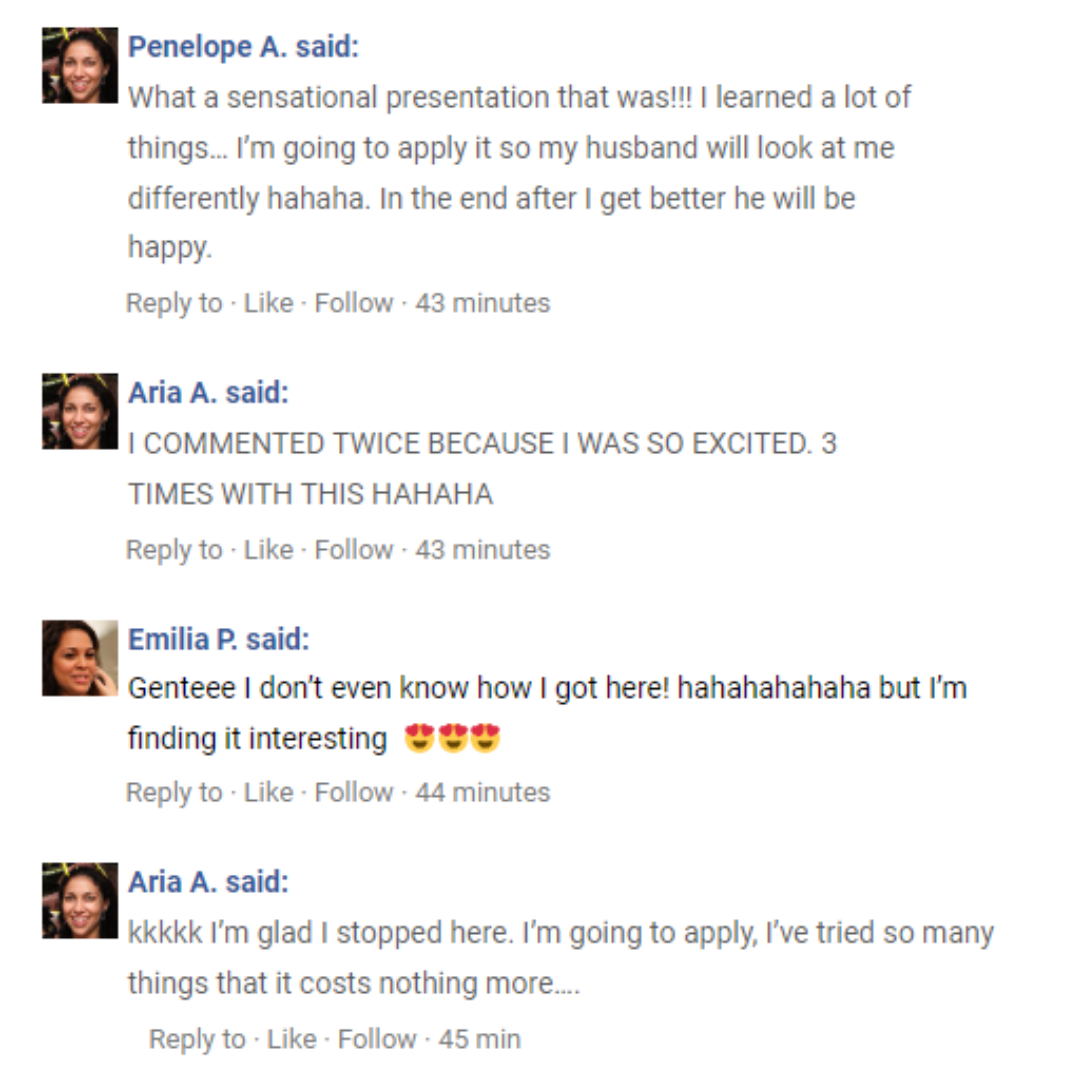 Penelope A. said:
What a sensational presentation that was!!! I learned a lot of
things... I’m going to apply it so my husband will look at me
differently hahaha. In the end after I get better he will be
happy.
Reply to · Like · Follow · 43 minutes
Aria A. said:
I COMMENTED TWICE BECAUSE I WAS SO EXCITED. 3
TIMES WITH THIS HAHAHA
Reply to · Like · Follow · 43 minutes
Emilia P. said:
Genteee I don’t even know how I got here! hahahahahaha but I’m
finding it interesting 😍😍😍
Reply to · Like · Follow · 44 minutes
Aria A. said:
kkkkk I’m glad I stopped here. I’m going to apply, I’ve tried so many
things that it costs nothing more....
Reply to · Like · Follow · 45 min